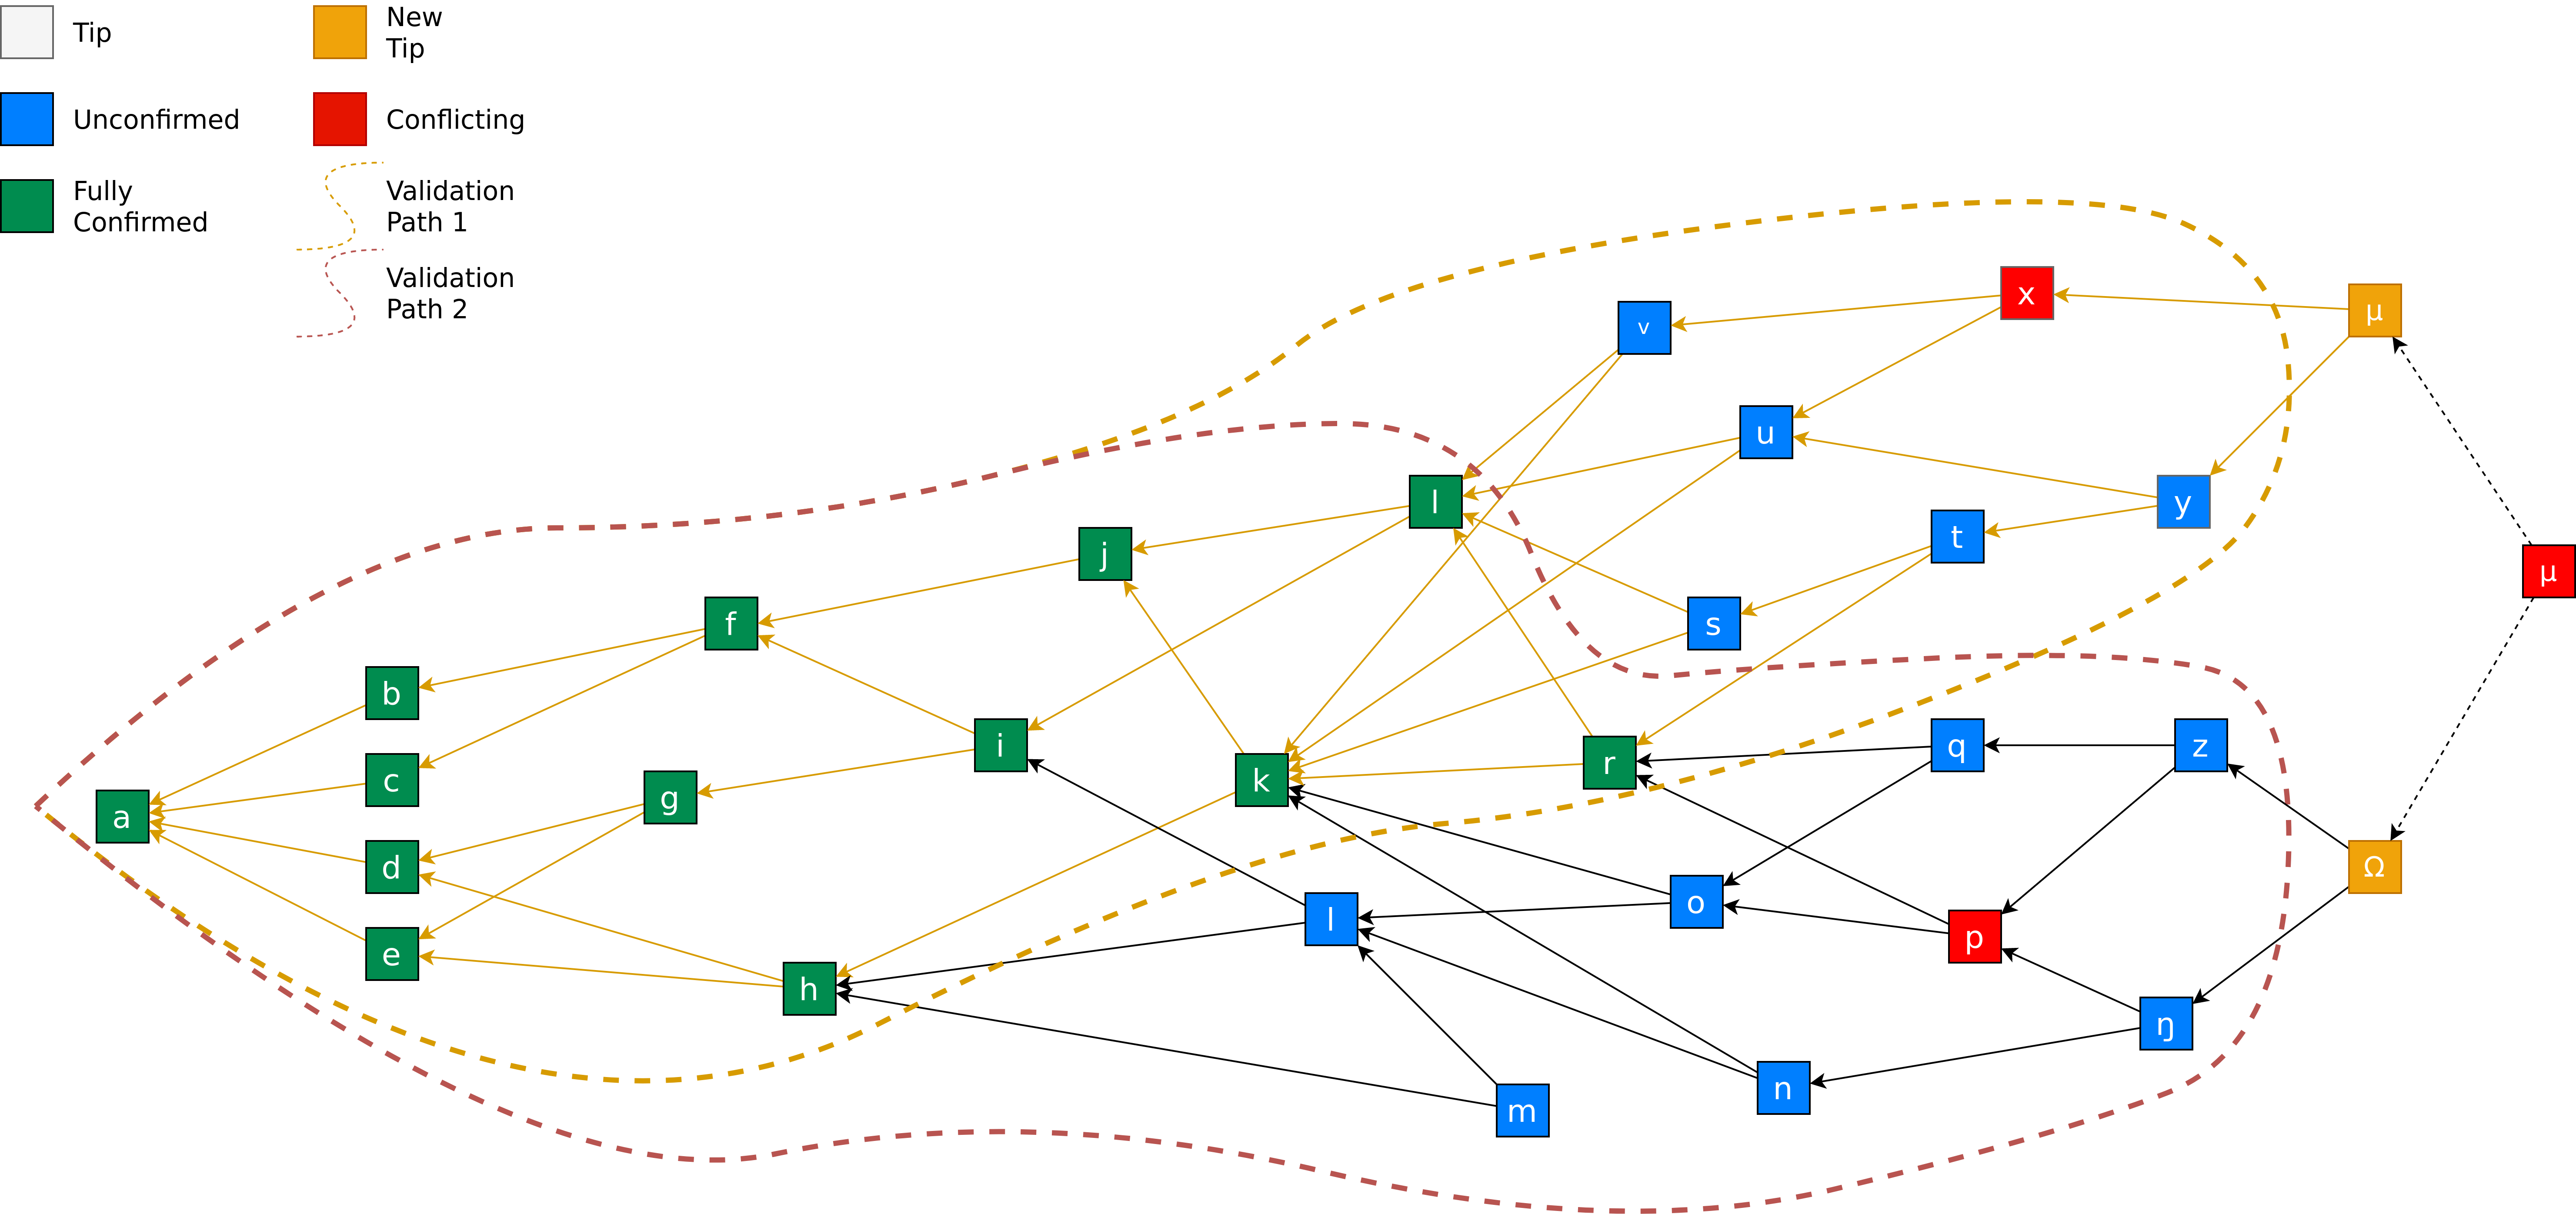 Tip
New
Tip
Unconfirmed
Conflicting
Fully
Confirmed
Validation
Path 1
Validation
Path 2
x
μ
v
u
l
y
t
j
μ
f
s
b
i
q
z
r
c
k
g
a
d
Ω
o
l
p
e
h
ŋ
n
m